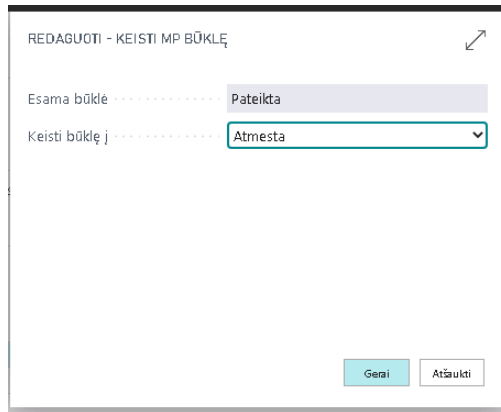 REDAGUOTI - KEISTI MP BŪKLĘ
Esama būklė Pateikta
Keisti būklę į Atmesta
Gerai Atšaukti